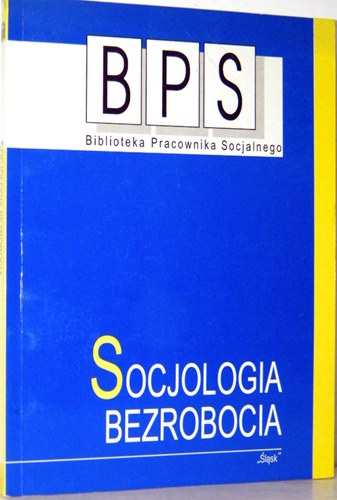 BPS
Biblioteka Pracownika Socjalnego
SOCJOLOGIA
BEZROBOCIA
„Śląsk”